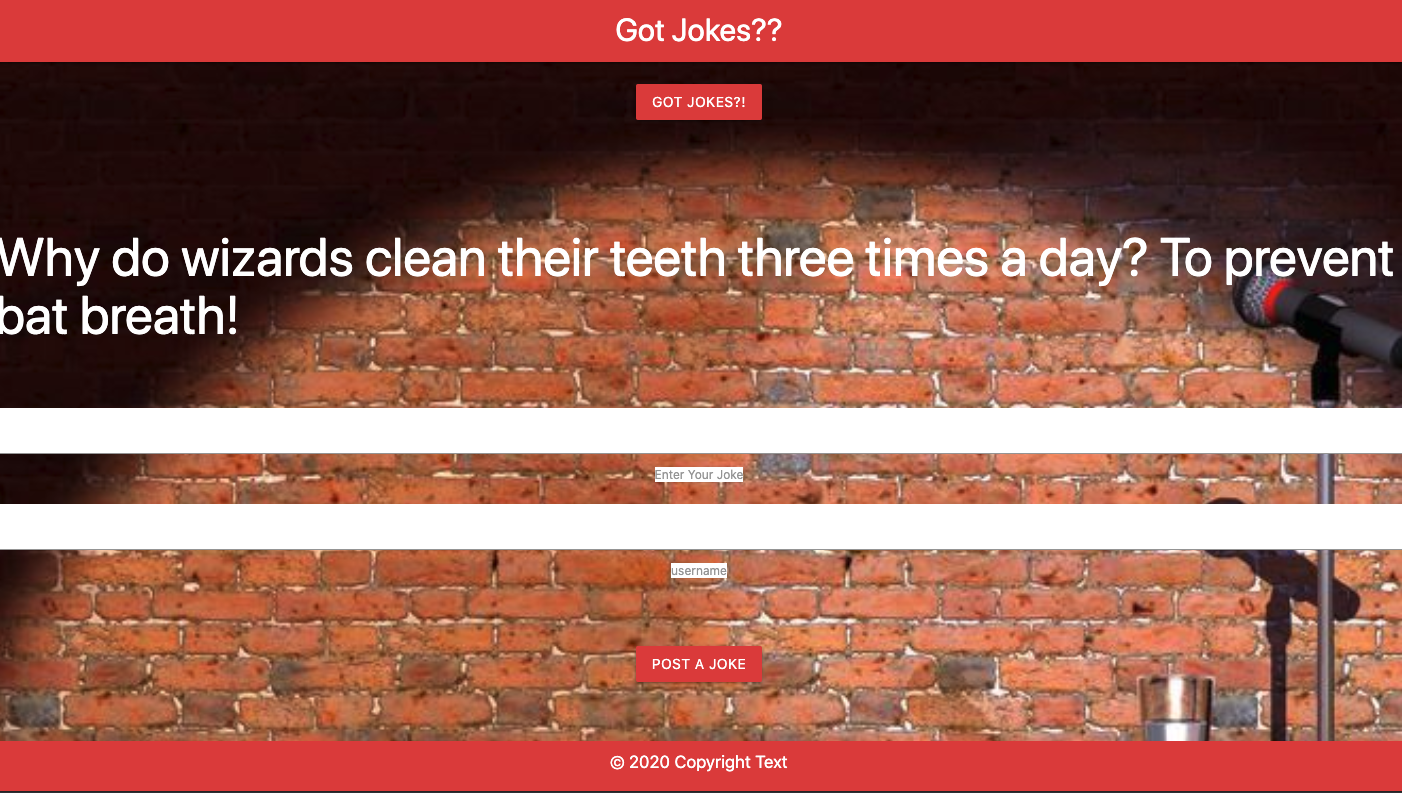 Got Jokes??
GOT JOKES?!
Why do wizards clean their teeth three times a day? To prevent
bat breath!
Enter Your Joke
username
POST A JOKE
© 2020 Copyright Text